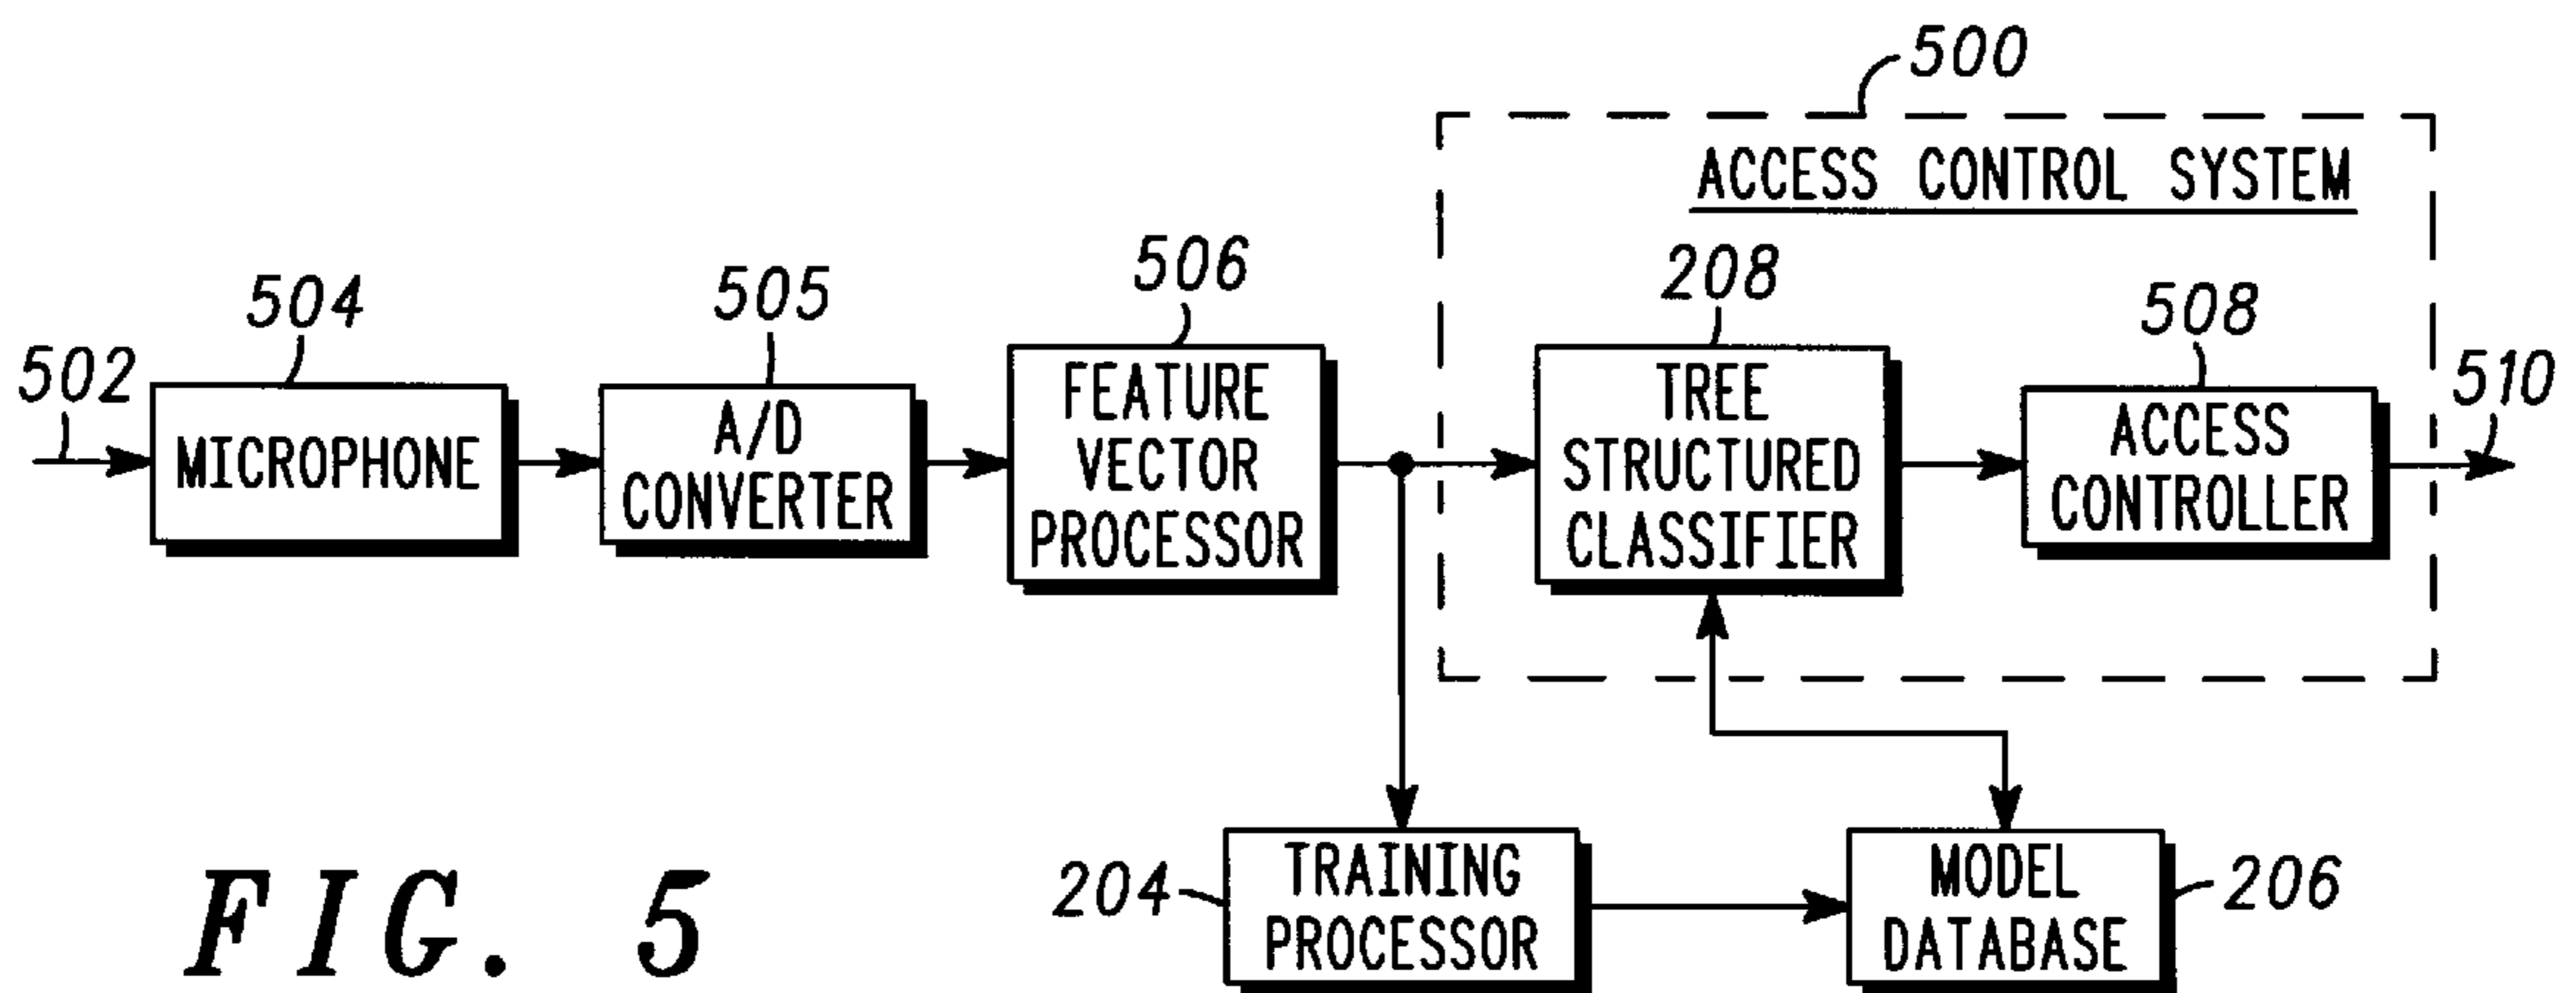 500
ACCESS CONTROL SYSTEM
502
504
MICROPHONE
505
A/D
CONVERTER
506
FEATURE
VECTOR
PROCESSOR
208
TREE
STRUCTURED
CLASSIFIER
508
ACCESS
CONTROLLER
510
204
TRAINING
PROCESSOR
MODEL
DATABASE
206
FIG. 5